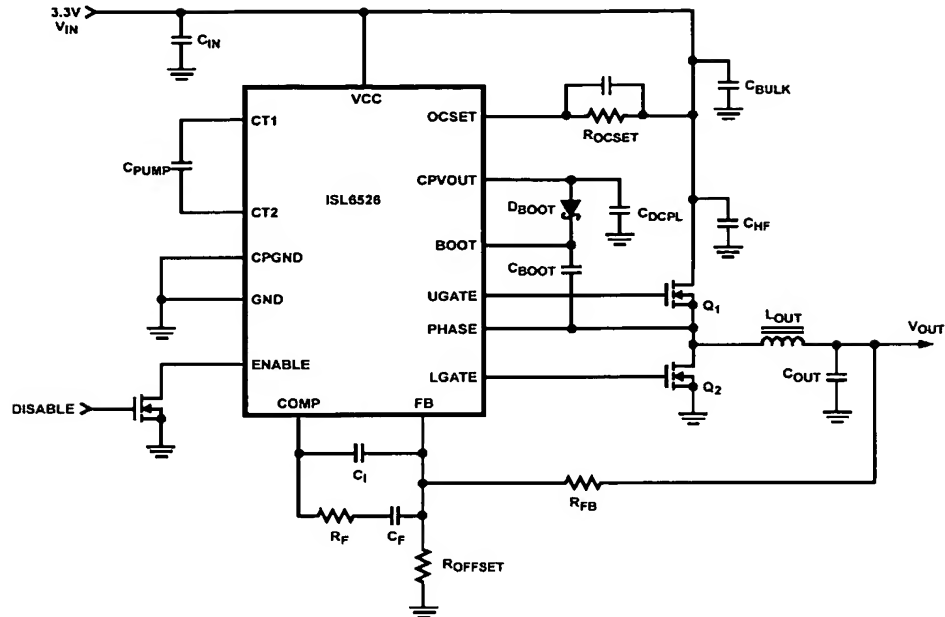 3.3V
VIN
CIN
VCC
CBULK
CT1
OCSET
ROCSET
CPUMP
CPVOUT
ISL6526
DBOOT
CDCPL
CT2
CHF
BOOT
CBOOT
CPGND
UGATE
Q1
GND
LOUT
PHASE
VOUT
ENABLE
LGATE
Q2
COUT
DISABLE
COMP
FB
CI
RFB
RF
CF
ROFFSET